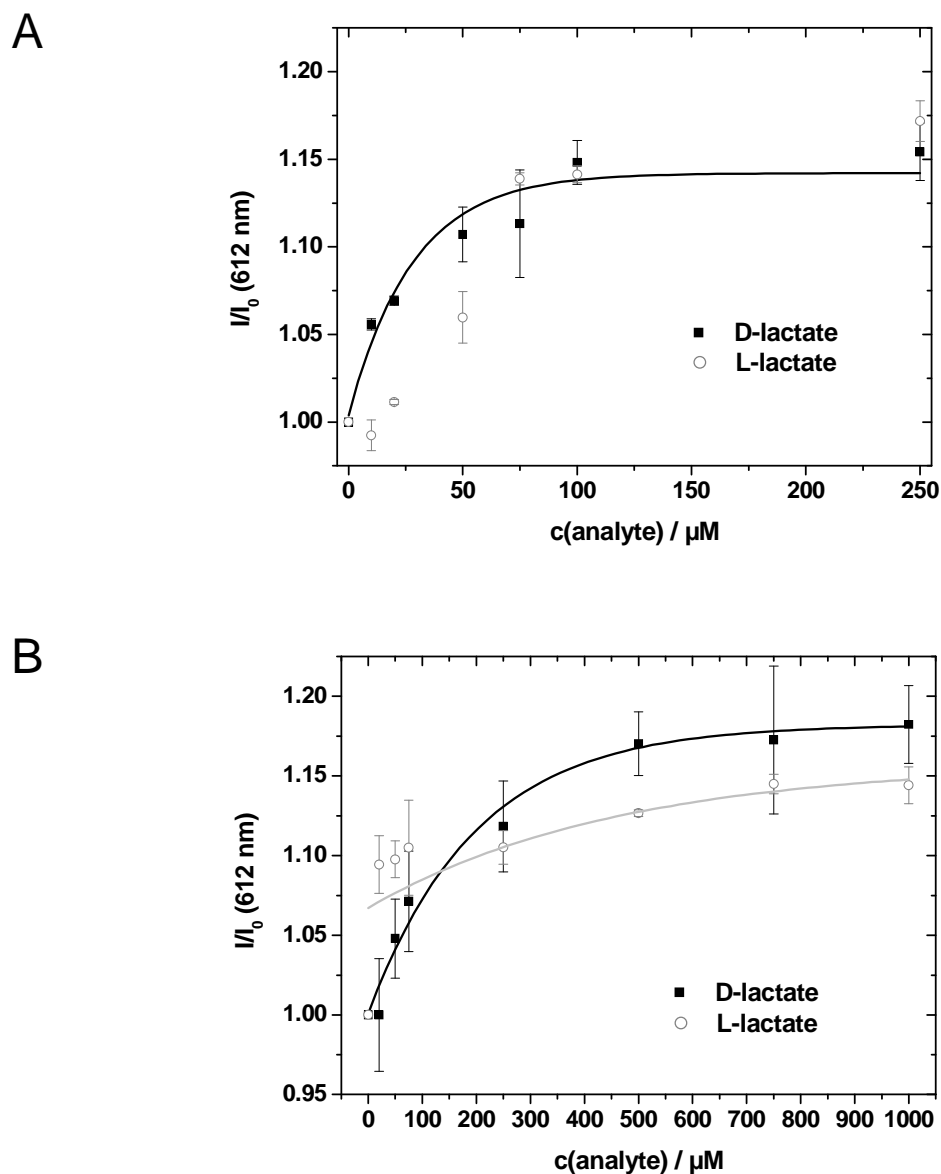 A
1.20
1.15
1.10
1.05
1.00
I/I0 (612 nm)
D-lactate
L-lactate
0 50 100 150 200 250
c(analyte) / µM
B
1.20
1.15
1.10
1.05
1.00
0.95
I/I0 (612 nm)
D-lactate
L-lactate
0 100 200 300 400 500 600 700 800 900 1000
c(analyte) / µM